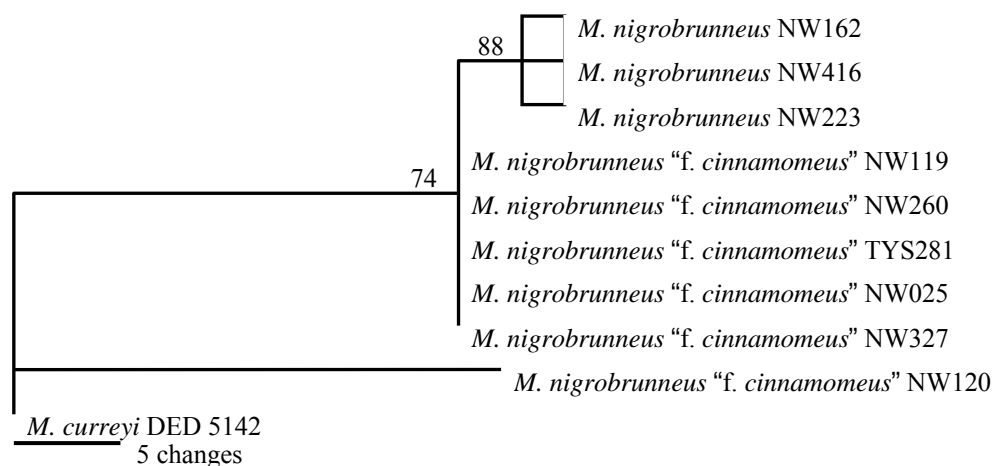 M. nigrobrunneus NW162
88
M. nigrobrunneus NW416
M. nigrobrunneus NW223
M. nigrobrunneus “f. cinnamomeus” NW119
74
M. nigrobrunneus “f. cinnamomeus” NW260
M. nigrobrunneus “f. cinnamomeus” TYS281
M. nigrobrunneus “f. cinnamomeus” NW025
M. nigrobrunneus “f. cinnamomeus” NW327
M. nigrobrunneus “f. cinnamomeus” NW120
M. curreyi DED 5142
5 changes